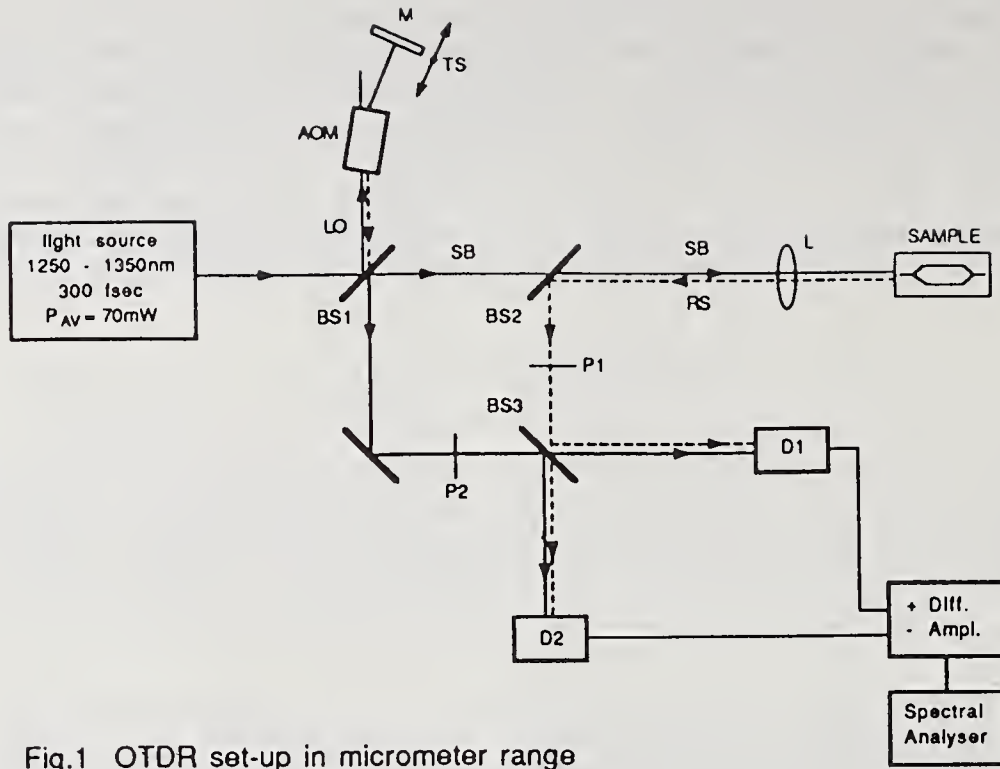 M
TS
AOM
LO
light source
1250 - 1350nm
300 fsec
P AV = 70mW
SB
SB
L
SAMPLE
RS
BS1
BS2
P1
BS3
D1
P2
D2
+ Diff.
- Ampl.
Spectral
Analyser
Fig.1 OTDR set-up in micrometer range